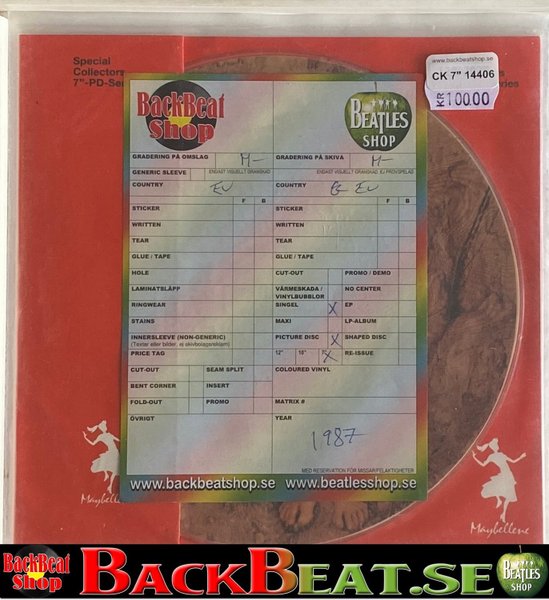 Special
Collectors
7"-PD-Ser
www.backbeatshop.se
CK 7" 14406
KR 100.00
BackBeat
Shop
BEATLES
SHOP
GRADERING PÅ OMSLAG M- GRADERING PÅ SKIVA M-
GENERIC SLEEVE ENDAST VISUELLT GRANSKAD ENDAST VISUELLT GRANSKAD EJ PROVSPELAD
COUNTRY EU COUNTRY EU
F B F B
STICKER STICKER
WRITTEN WRITTEN
TEAR TEAR
GLUE / TAPE GLUE / TAPE
HOLE CUT-OUT PROMO / DEMO
LAMINATSLÄPP VÄRMESKADA / VINYLBUBBLOR NO CENTER
RINGWEAR SINGEL X EP
STAINS MAXI LP-ALBUM
INNERSLEEVE (NON-GENERIC) PICTURE DISC X SHAPED DISC
(Texter eller bilder, ej skivbolagsreklam)
PRICE TAG 12" 10" 7" X RE-ISSUE
CUT-OUT SEAM SPLIT COLOURED VINYL
BENT CORNER INSERT
FOLD-OUT PROMO MATRIX #
ÖVRIGT YEAR
1987
MED RESERVATION FÖR MISSAR/FELAKTIGHETER
www.backbeatshop.se www.beatlesshop.se
Maybellene
Maybellene
BackBeat
Shop
BACKBEAT.SE
BEATLES
SHOP